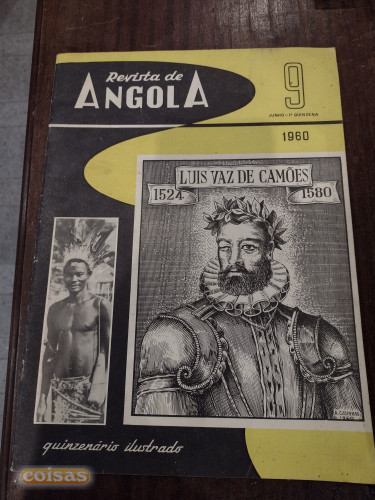 Revista de
ANGOLA
9
JUNHO - 1ª QUINZENA
1960
LUIS VAZ DE CAMÕES
1524 1580
quinzenário ilustrado
coisas